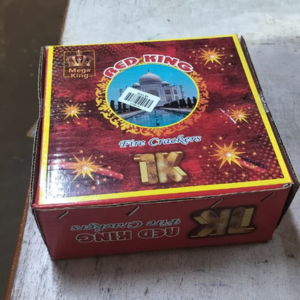 Mega
King
RED KING
Fire Crackers
1K
RED KING
Fire Crackers
1K